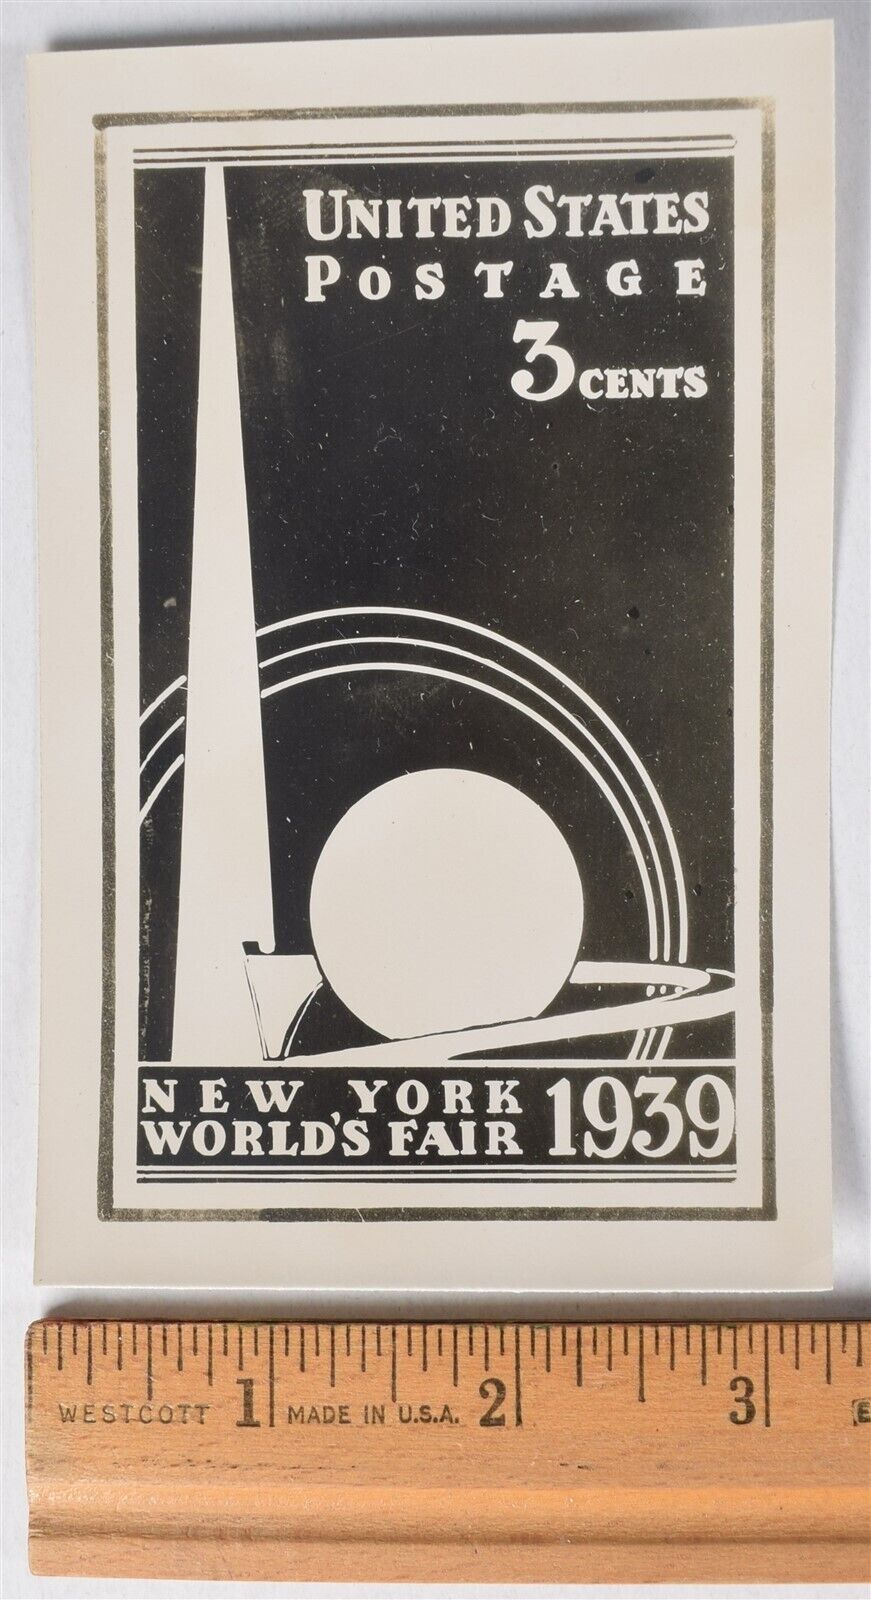 UNITED STATES
POSTAGE
3 CENTS
NEW YORK
WORLD'S FAIR 1939
1 2 3
WESTCOTT MADE IN U.S.A.